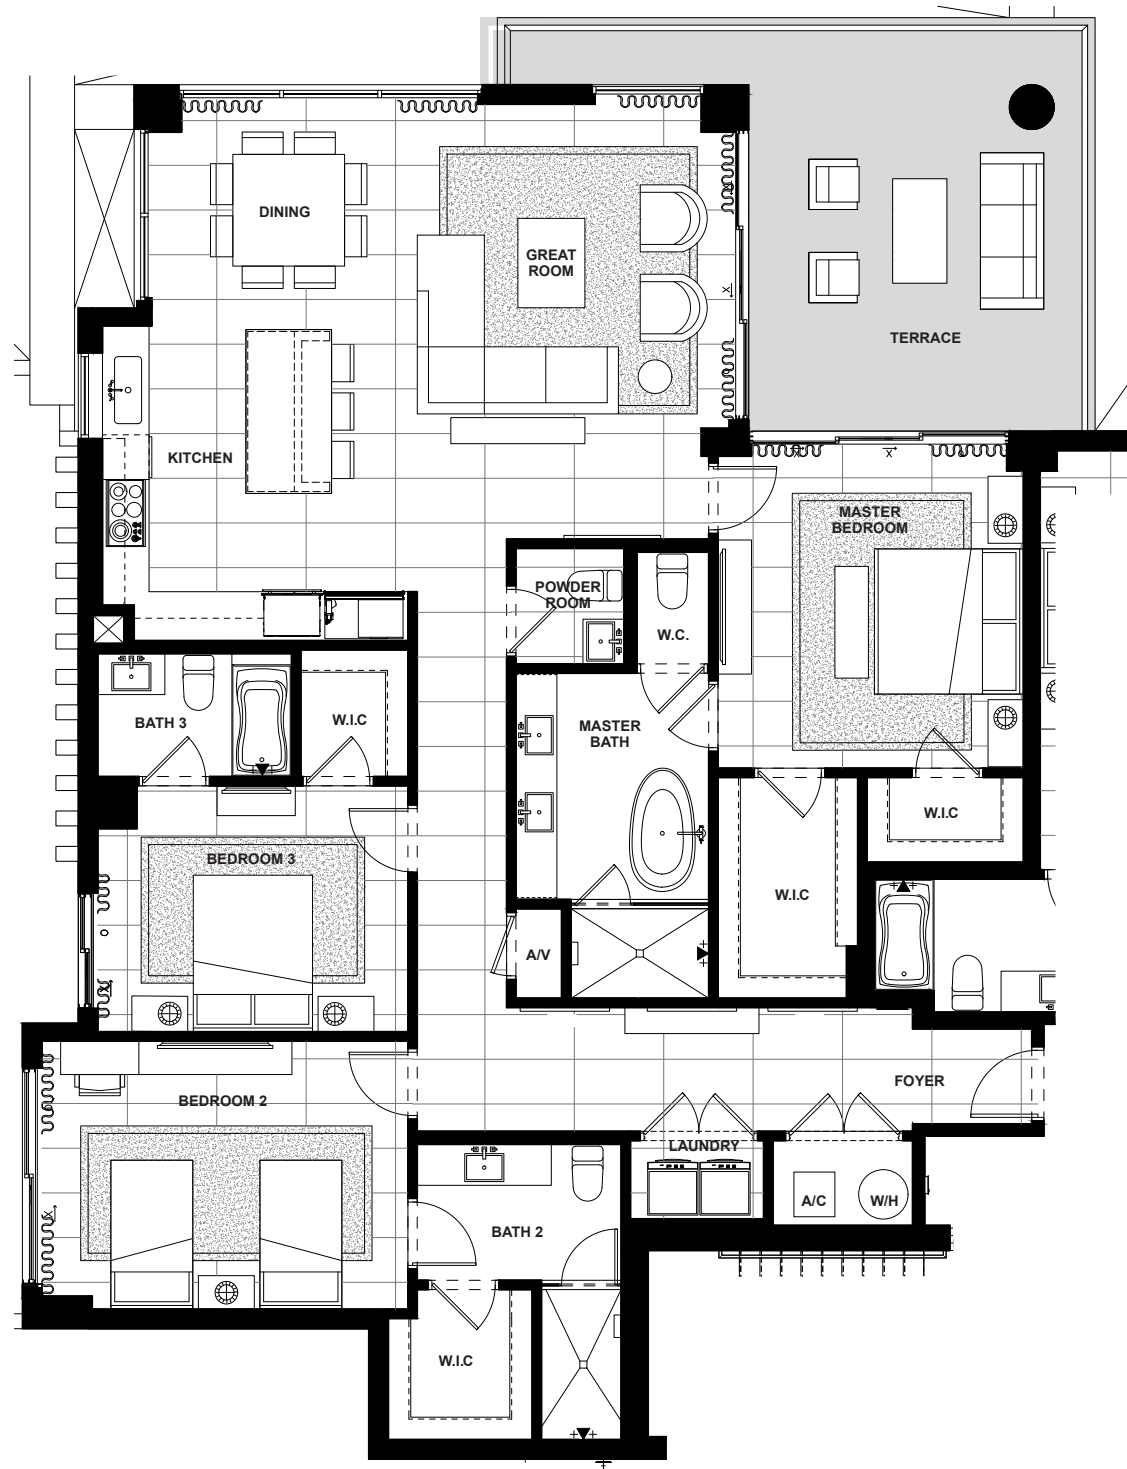 DINING
GREAT
ROOM
TERRACE
KITCHEN
MASTER
BEDROOM
POWDER
ROOM
W.C.
BATH 3
W.I.C
MASTER
BATH
W.I.C
BEDROOM 3
W.I.C
A/V
FOYER
BEDROOM 2
LAUNDRY
A/C
W/H
BATH 2
W.I.C